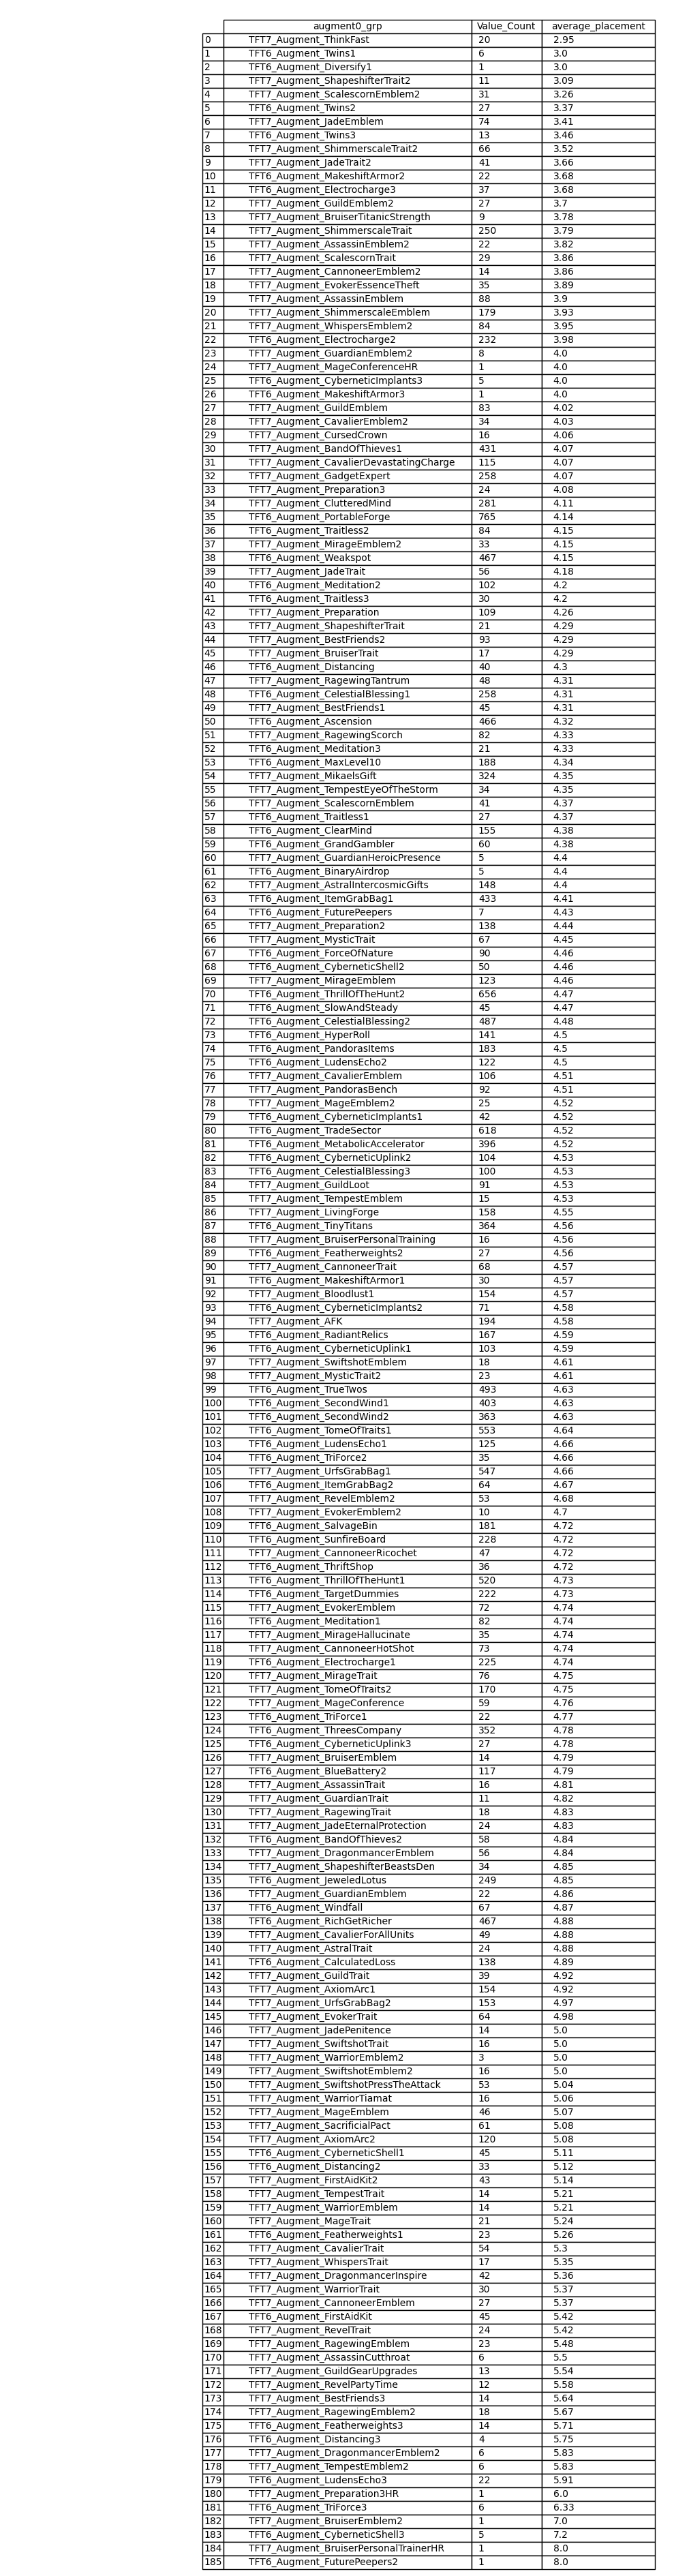 augment0_grp Value_Count average_placement
0 TFT7_Augment_ThinkFast 20 2.95
1 TFT6_Augment_Twins1 6 3.0
2 TFT6_Augment_Diversify1 1 3.0
3 TFT7_Augment_ShapeshifterTrait2 11 3.09
4 TFT7_Augment_ScalescornEmblem2 31 3.26
5 TFT6_Augment_Twins2 27 3.37
6 TFT7_Augment_JadeEmblem 74 3.41
7 TFT6_Augment_Twins3 13 3.46
8 TFT7_Augment_ShimmerscaleTrait2 66 3.52
9 TFT7_Augment_JadeTrait2 41 3.66
10 TFT6_Augment_MakeshiftArmor2 22 3.68
11 TFT6_Augment_Electrocharge3 37 3.68
12 TFT7_Augment_GuildEmblem2 27 3.7
13 TFT7_Augment_BruiserTitanicStrength 9 3.78
14 TFT7_Augment_ShimmerscaleTrait 250 3.79
15 TFT7_Augment_AssassinEmblem2 22 3.82
16 TFT7_Augment_ScalescornTrait 29 3.86
17 TFT7_Augment_CannoneerEmblem2 14 3.86
18 TFT7_Augment_EvokerEssenceTheft 35 3.89
19 TFT7_Augment_AssassinEmblem 88 3.9
20 TFT7_Augment_ShimmerscaleEmblem 179 3.93
21 TFT7_Augment_WhispersEmblem2 84 3.95
22 TFT6_Augment_Electrocharge2 232 3.98
23 TFT7_Augment_GuardianEmblem2 8 4.0
24 TFT7_Augment_MageConferenceHR 1 4.0
25 TFT6_Augment_CyberneticImplants3 5 4.0
26 TFT6_Augment_MakeshiftArmor3 1 4.0
27 TFT7_Augment_GuildEmblem 83 4.02
28 TFT7_Augment_CavalierEmblem2 34 4.03
29 TFT7_Augment_CursedCrown 16 4.06
30 TFT7_Augment_BandOfThieves1 431 4.07
31 TFT7_Augment_CavalierDevastatingCharge 115 4.07
32 TFT7_Augment_GadgetExpert 258 4.07
33 TFT7_Augment_Preparation3 24 4.08
34 TFT7_Augment_ClutteredMind 281 4.11
35 TFT6_Augment_PortableForge 765 4.14
36 TFT6_Augment_Traitless2 84 4.15
37 TFT7_Augment_MirageEmblem2 33 4.15
38 TFT6_Augment_Weakspot 467 4.15
39 TFT7_Augment_JadeTrait 56 4.18
40 TFT6_Augment_Meditation2 102 4.2
41 TFT6_Augment_Traitless3 30 4.2
42 TFT7_Augment_Preparation 109 4.26
43 TFT7_Augment_ShapeshifterTrait 21 4.29
44 TFT7_Augment_BestFriends2 93 4.29
45 TFT7_Augment_BruiserTrait 17 4.29
46 TFT6_Augment_Distancing 40 4.3
47 TFT7_Augment_RagewingTantrum 48 4.31
48 TFT6_Augment_CelestialBlessing1 258 4.31
49 TFT7_Augment_BestFriends1 45 4.31
50 TFT6_Augment_Ascension 466 4.32
51 TFT7_Augment_RagewingScorch 82 4.33
52 TFT6_Augment_Meditation3 21 4.33
53 TFT6_Augment_MaxLevel10 188 4.34
54 TFT7_Augment_MikaelsGift 324 4.35
55 TFT7_Augment_TempestEyeOfTheStorm 34 4.35
56 TFT7_Augment_ScalescornEmblem 41 4.37
57 TFT6_Augment_Traitless1 27 4.37
58 TFT6_Augment_ClearMind 155 4.38
59 TFT6_Augment_GrandGambler 60 4.38
60 TFT7_Augment_GuardianHeroicPresence 5 4.4
61 TFT6_Augment_BinaryAirdrop 5 4.4
62 TFT7_Augment_AstralIntercosmicGifts 148 4.4
63 TFT6_Augment_ItemGrabBag1 433 4.41
64 TFT6_Augment_FuturePeepers 7 4.43
65 TFT7_Augment_Preparation2 138 4.44
66 TFT7_Augment_MysticTrait 67 4.45
67 TFT6_Augment_ForceOfNature 90 4.46
68 TFT6_Augment_CyberneticShell2 50 4.46
69 TFT7_Augment_MirageEmblem 123 4.46
70 TFT6_Augment_ThrillOfTheHunt2 656 4.47
71 TFT6_Augment_SlowAndSteady 45 4.47
72 TFT6_Augment_CelestialBlessing2 487 4.48
73 TFT6_Augment_HyperRoll 141 4.5
74 TFT6_Augment_PandorasItems 183 4.5
75 TFT6_Augment_LudensEcho2 122 4.5
76 TFT7_Augment_CavalierEmblem 106 4.51
77 TFT7_Augment_PandorasBench 92 4.51
78 TFT7_Augment_MageEmblem2 25 4.52
79 TFT6_Augment_CyberneticImplants1 42 4.52
80 TFT6_Augment_TradeSector 618 4.52
81 TFT6_Augment_MetabolicAccelerator 396 4.52
82 TFT6_Augment_CyberneticUplink2 104 4.53
83 TFT6_Augment_CelestialBlessing3 100 4.53
84 TFT7_Augment_GuildLoot 91 4.53
85 TFT7_Augment_TempestEmblem 15 4.53
86 TFT7_Augment_LivingForge 158 4.55
87 TFT6_Augment_TinyTitans 364 4.56
88 TFT7_Augment_BruiserPersonalTraining 16 4.56
89 TFT6_Augment_Featherweights2 27 4.56
90 TFT7_Augment_CannoneerTrait 68 4.57
91 TFT6_Augment_MakeshiftArmor1 30 4.57
92 TFT7_Augment_Bloodlust1 154 4.57
93 TFT6_Augment_CyberneticImplants2 71 4.58
94 TFT7_Augment_AFK 194 4.58
95 TFT6_Augment_RadiantRelics 167 4.59
96 TFT6_Augment_CyberneticUplink1 103 4.59
97 TFT7_Augment_SwiftshotEmblem 18 4.61
98 TFT7_Augment_MysticTrait2 23 4.61
99 TFT6_Augment_TrueTwos 493 4.63
100 TFT6_Augment_SecondWind1 403 4.63
101 TFT6_Augment_SecondWind2 363 4.63
102 TFT6_Augment_TomeOfTraits1 553 4.64
103 TFT6_Augment_LudensEcho1 125 4.66
104 TFT6_Augment_TriForce2 35 4.66
105 TFT7_Augment_UrfsGrabBag1 547 4.66
106 TFT6_Augment_ItemGrabBag2 64 4.67
107 TFT7_Augment_RevelEmblem2 53 4.68
108 TFT7_Augment_EvokerEmblem2 10 4.7
109 TFT6_Augment_SalvageBin 181 4.72
110 TFT6_Augment_SunfireBoard 228 4.72
111 TFT7_Augment_CannoneerRicochet 47 4.72
112 TFT6_Augment_ThriftShop 36 4.72
113 TFT6_Augment_ThrillOfTheHunt1 520 4.73
114 TFT6_Augment_TargetDummies 222 4.73
115 TFT7_Augment_EvokerEmblem 72 4.74
116 TFT6_Augment_Meditation1 82 4.74
117 TFT7_Augment_MirageHallucinate 35 4.74
118 TFT7_Augment_CannoneerHotShot 73 4.74
119 TFT6_Augment_Electrocharge1 225 4.74
120 TFT7_Augment_MirageTrait 76 4.75
121 TFT6_Augment_TomeOfTraits2 170 4.75
122 TFT7_Augment_MageConference 59 4.76
123 TFT6_Augment_TriForce1 22 4.77
124 TFT6_Augment_ThreesCompany 352 4.78
125 TFT6_Augment_CyberneticUplink3 27 4.78
126 TFT7_Augment_BruiserEmblem 14 4.79
127 TFT6_Augment_BlueBattery2 117 4.79
128 TFT7_Augment_AssassinTrait 16 4.81
129 TFT7_Augment_GuardianTrait 11 4.82
130 TFT7_Augment_RagewingTrait 18 4.83
131 TFT7_Augment_JadeEternalProtection 24 4.83
132 TFT6_Augment_BandOfThieves2 58 4.84
133 TFT7_Augment_DragonmancerEmblem 56 4.84
134 TFT7_Augment_ShapeshifterBeastsDen 34 4.85
135 TFT6_Augment_JeweledLotus 249 4.85
136 TFT7_Augment_GuardianEmblem 22 4.86
137 TFT6_Augment_Windfall 67 4.87
138 TFT6_Augment_RichGetRicher 467 4.88
139 TFT7_Augment_CavalierForAllUnits 49 4.88
140 TFT7_Augment_AstralTrait 24 4.88
141 TFT6_Augment_CalculatedLoss 138 4.89
142 TFT7_Augment_GuildTrait 39 4.92
143 TFT7_Augment_AxiomArc1 154 4.92
144 TFT7_Augment_UrfsGrabBag2 153 4.97
145 TFT7_Augment_EvokerTrait 64 4.98
146 TFT7_Augment_JadePenitence 14 5.0
147 TFT7_Augment_SwiftshotTrait 16 5.0
148 TFT7_Augment_WarriorEmblem2 3 5.0
149 TFT7_Augment_SwiftshotEmblem2 16 5.0
150 TFT7_Augment_SwiftshotPressTheAttack 53 5.04
151 TFT7_Augment_WarriorTiamat 16 5.06
152 TFT7_Augment_MageEmblem 46 5.07
153 TFT7_Augment_SacrificialPact 61 5.08
154 TFT7_Augment_AxiomArc2 120 5.08
155 TFT6_Augment_CyberneticShell1 45 5.11
156 TFT6_Augment_Distancing2 33 5.12
157 TFT7_Augment_FirstAidKit2 43 5.14
158 TFT7_Augment_TempestTrait 14 5.21
159 TFT7_Augment_WarriorEmblem 14 5.21
160 TFT7_Augment_MageTrait 21 5.24
161 TFT6_Augment_Featherweights1 23 5.26
162 TFT7_Augment_CavalierTrait 54 5.3
163 TFT7_Augment_WhispersTrait 17 5.35
164 TFT7_Augment_DragonmancerInspire 42 5.36
165 TFT7_Augment_WarriorTrait 30 5.37
166 TFT7_Augment_CannoneerEmblem 27 5.37
167 TFT6_Augment_FirstAidKit 45 5.42
168 TFT7_Augment_RevelTrait 24 5.42
169 TFT7_Augment_RagewingEmblem 23 5.48
170 TFT7_Augment_AssassinCutthroat 6 5.5
171 TFT7_Augment_GuildGearUpgrades 13 5.54
172 TFT7_Augment_RevelPartyTime 12 5.58
173 TFT7_Augment_BestFriends3 14 5.64
174 TFT7_Augment_RagewingEmblem2 18 5.67
175 TFT6_Augment_Featherweights3 14 5.71
176 TFT6_Augment_Distancing3 4 5.75
177 TFT7_Augment_DragonmancerEmblem2 6 5.83
178 TFT7_Augment_TempestEmblem2 6 5.83
179 TFT6_Augment_LudensEcho3 22 5.91
180 TFT7_Augment_Preparation3HR 1 6.0
181 TFT6_Augment_TriForce3 6 6.33
182 TFT7_Augment_BruiserEmblem2 1 7.0
183 TFT6_Augment_CyberneticShell3 5 7.2
184 TFT7_Augment_BruiserPersonalTrainerHR 1 8.0
185 TFT6_Augment_FuturePeepers2 1 8.0